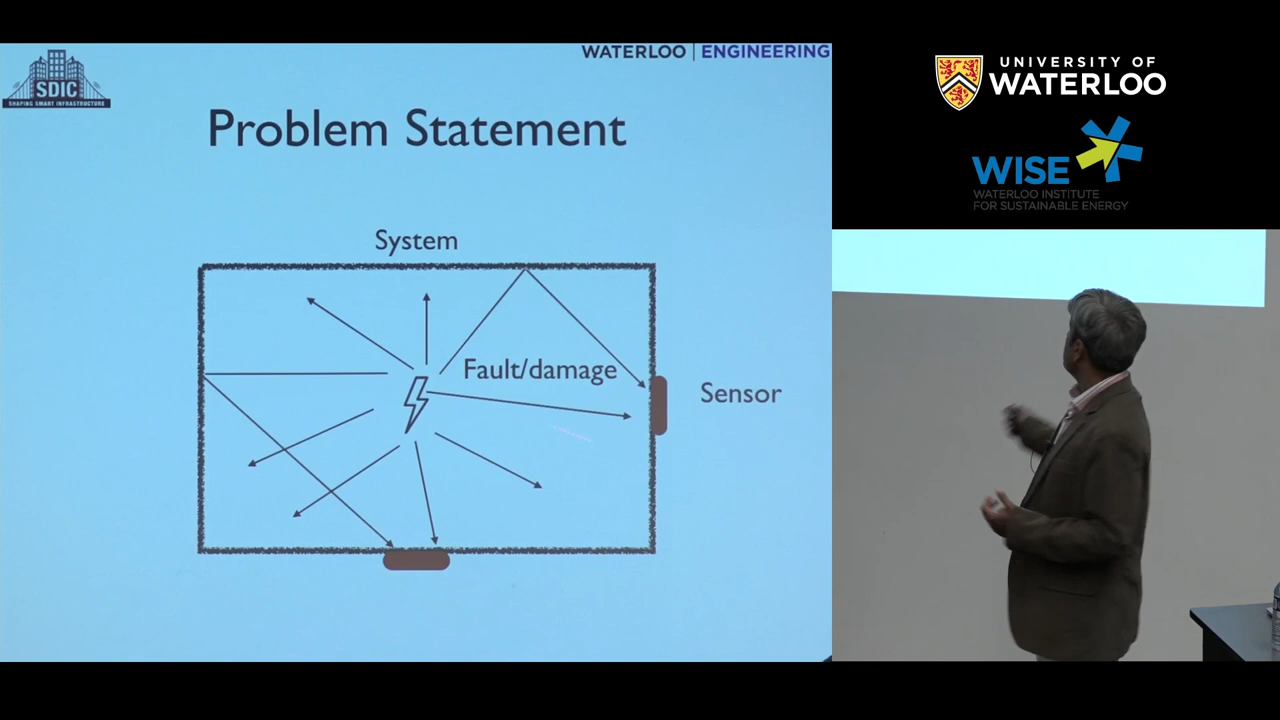 SDIC
SHAPING SMART INFRASTRUCTURE
WATERLOO | ENGINEERING
Problem Statement
System
Fault/damage
Sensor
UNIVERSITY OF
WATERLOO
WISE
WATERLOO INSTITUTE
FOR SUSTAINABLE ENERGY